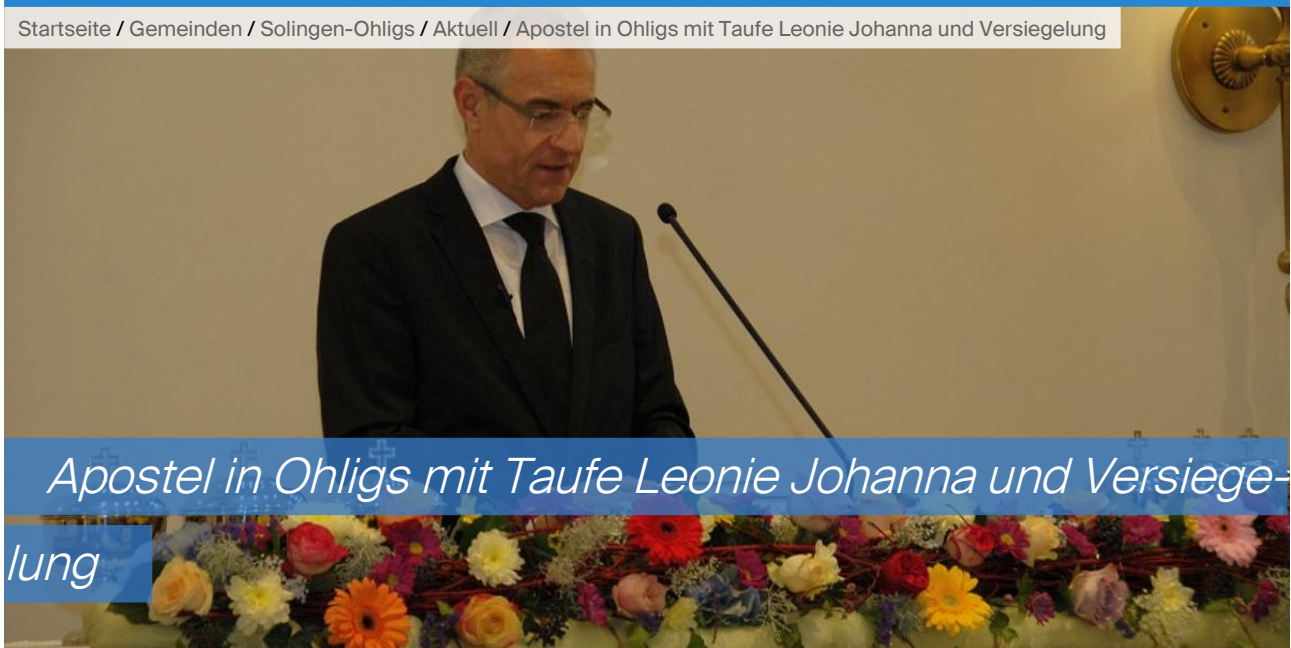 Startseite / Gemeinden / Solingen-Ohligs / Aktuell / Apostel in Ohligs mit Taufe Leonie Johanna und Versiegelung
Apostel in Ohligs mit Taufe Leonie Johanna und Versiege-
lung